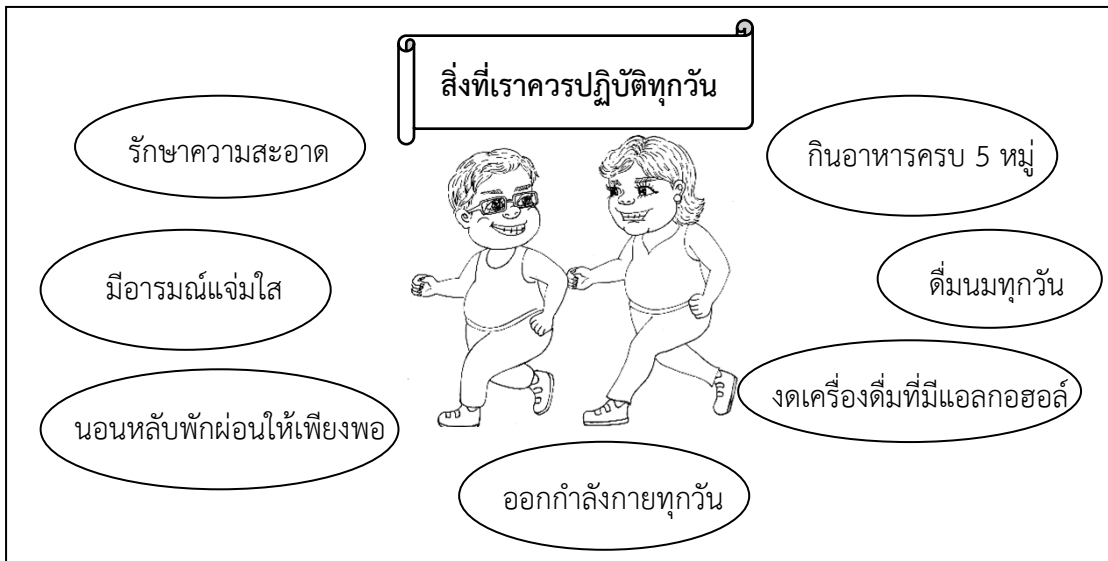 สิ่งที่เราควรปฏิบัติทุกวัน
รักษาความสะอาด
กินอาหารครบ 5 หมู่
มีอารมณ์แจ่มใส
ดื่มนมทุกวัน
งดเครื่องดื่มที่มีแอลกอฮอล์
นอนหลับพักผ่อนให้เพียงพอ
ออกกำลังกายทุกวัน